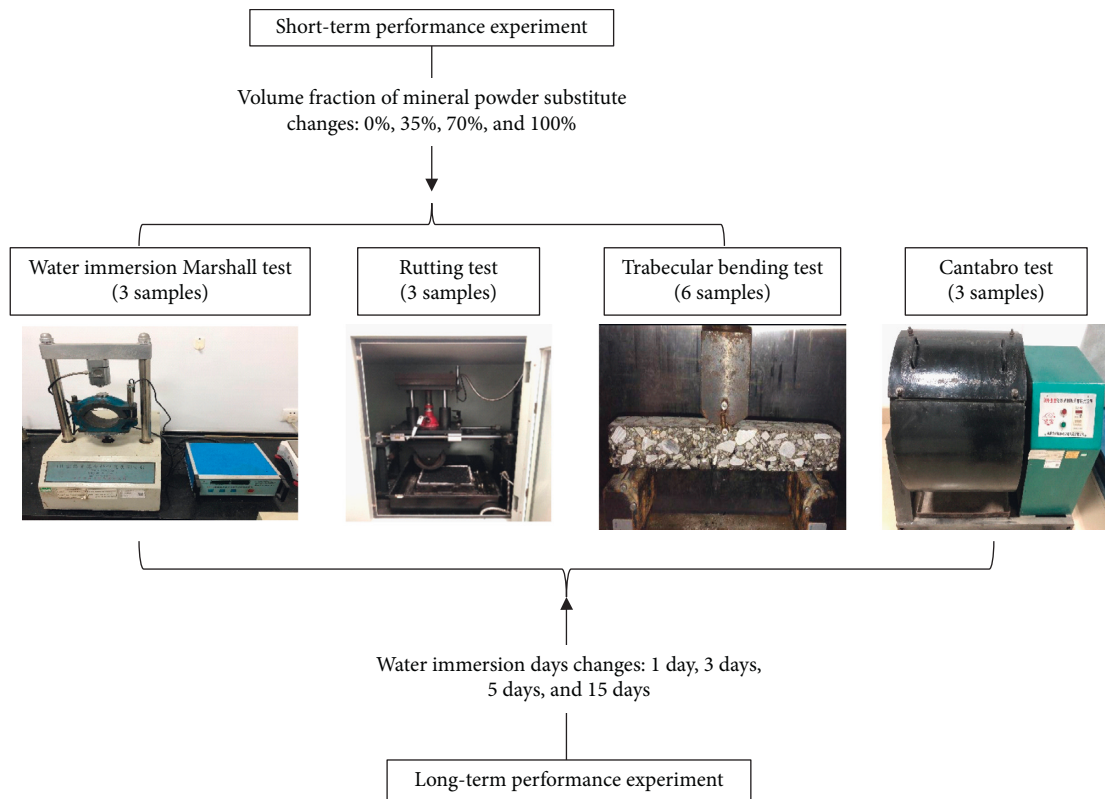 Short-term performance experiment
Volume fraction of mineral powder substitute
changes: 0%, 35%, 70%, and 100%
Water immersion Marshall test
(3 samples)
Rutting test
(3 samples)
Trabecular bending test
(6 samples)
Cantabro test
(3 samples)
Water immersion days changes: 1 day, 3 days,
5 days, and 15 days
Long-term performance experiment